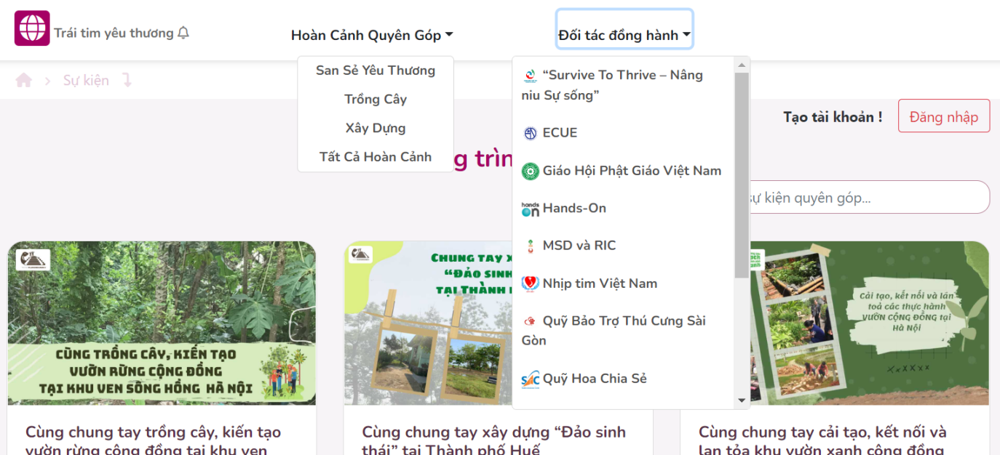 Trái tim yêu thương
Hoàn Cảnh Quyên Góp
Đối tác đồng hành
Sự kiện
San Sẻ Yêu Thương
Trồng Cây
Xây Dựng
Tất Cả Hoàn Cảnh
“Survive To Thrive – Nâng
niu Sự sống”
ECUE
Giáo Hội Phật Giáo Việt Nam
hands on
Hands-On
MSD và RIC
Nhịp tim Việt Nam
Quỹ Bảo Trợ Thú Cưng Sài
Gòn
Quỹ Hoa Chia Sẻ
Tạo tài khoản !
Đăng nhập
g trìn
sự kiện quyên góp...
CÙNG TRỒNG CÂY, KIẾN TẠO
VƯỜN RỪNG CỘNG ĐỒNG
TẠI KHU VEN SÔNG HỒNG HÀ NỘI
Cùng chung tay trồng cây, kiến tạo
vườn rừng cộng đồng tại khu ven
CHUNG TAY X
“ĐẢO SINH
TẠI THÀNH
Cùng chung tay xây dựng “Đảo sinh
thái” tại Thành phố Huế
Cải tạo, kết nối và lan
toả các thực hành
VƯỜN CỘNG ĐỒNG tại
Hà Nội
Cùng chung tay cải tạo, kết nối và
lan tỏa khu vườn xanh cộng đồng